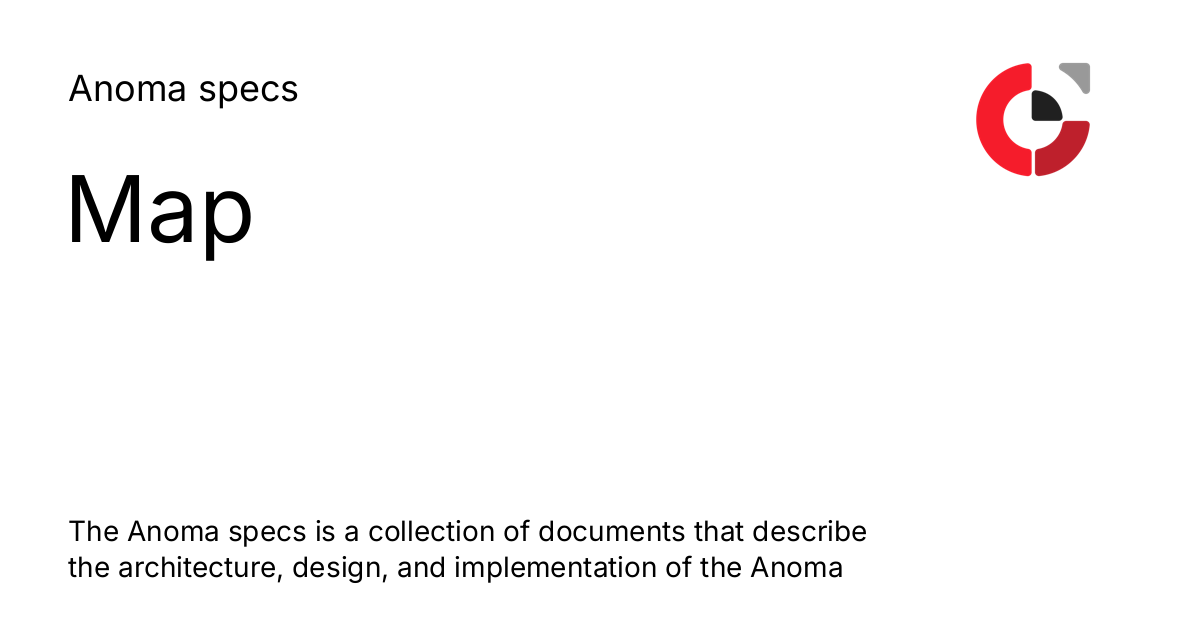 Anoma specs
Map
The Anoma specs is a collection of documents that describe
the architecture, design, and implementation of the Anoma